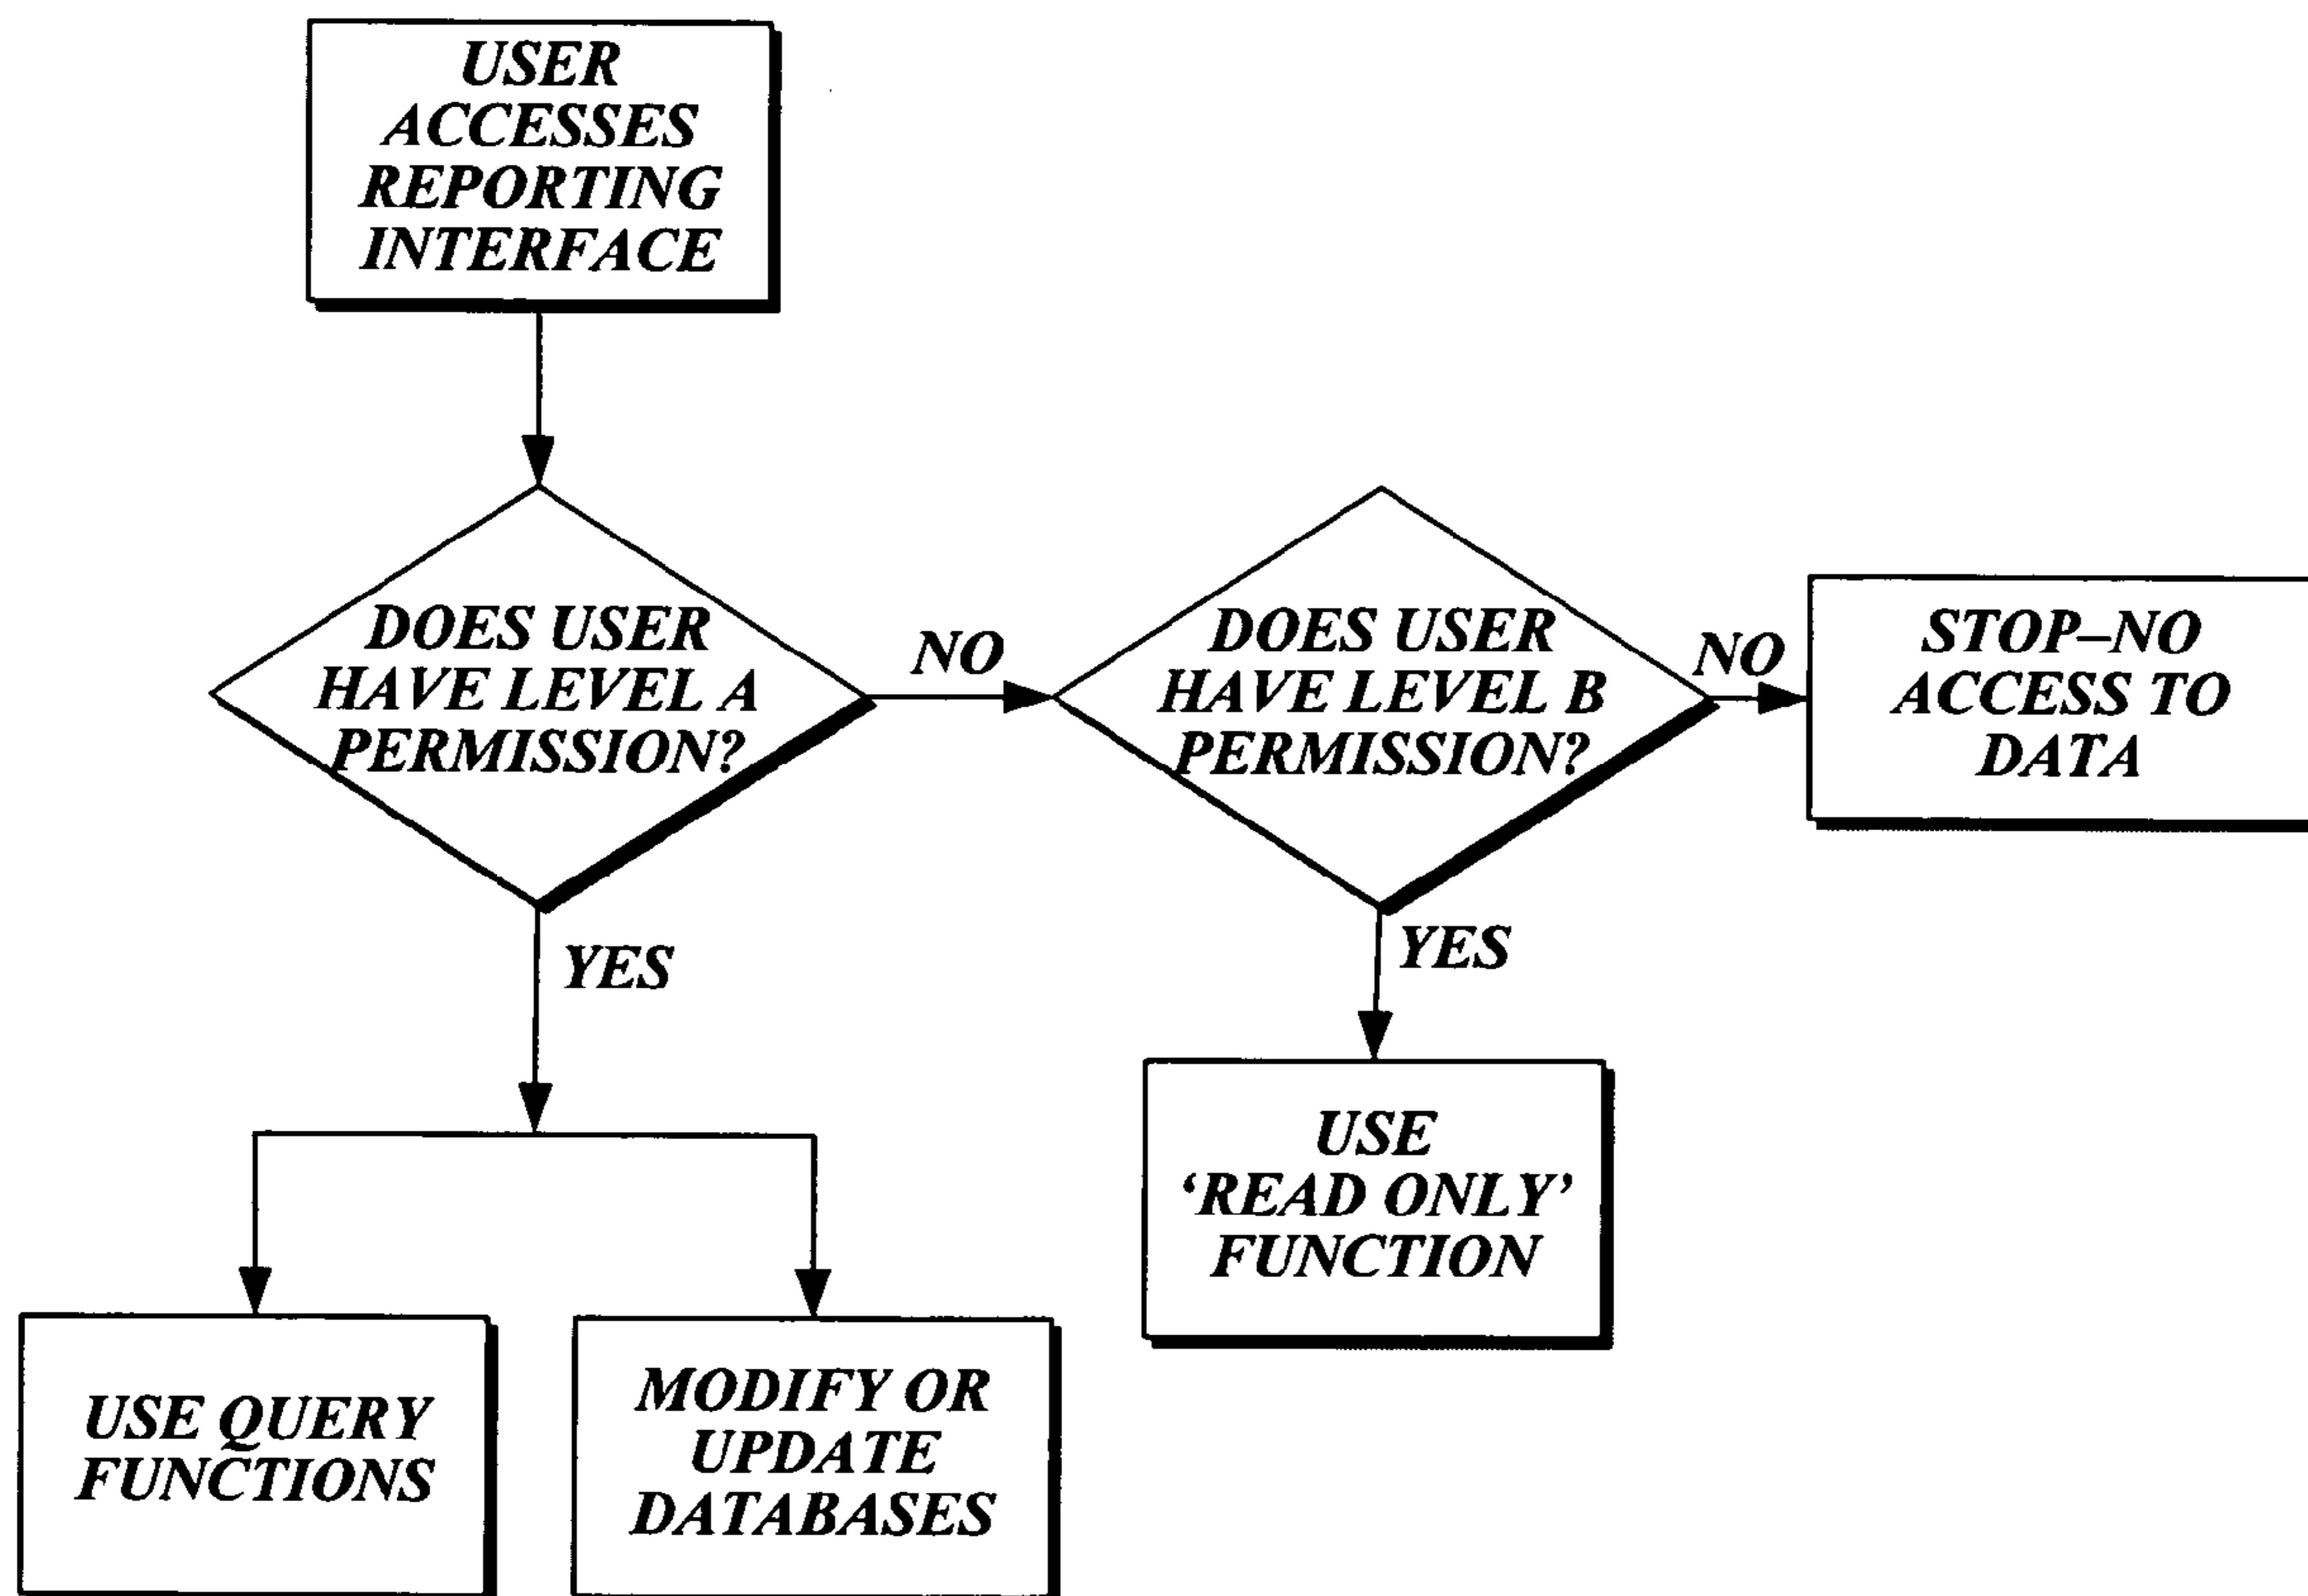 USER
ACCESSES
REPORTING
INTERFACE
DOES USER
HAVE LEVEL A
PERMISSION?
NO
DOES USER
HAVE LEVEL B
PERMISSION?
NO
STOP–NO
ACCESS TO
DATA
YES
YES
USE
‘READ ONLY’
FUNCTION
USE QUERY
FUNCTIONS
MODIFY OR
UPDATE
DATABASES